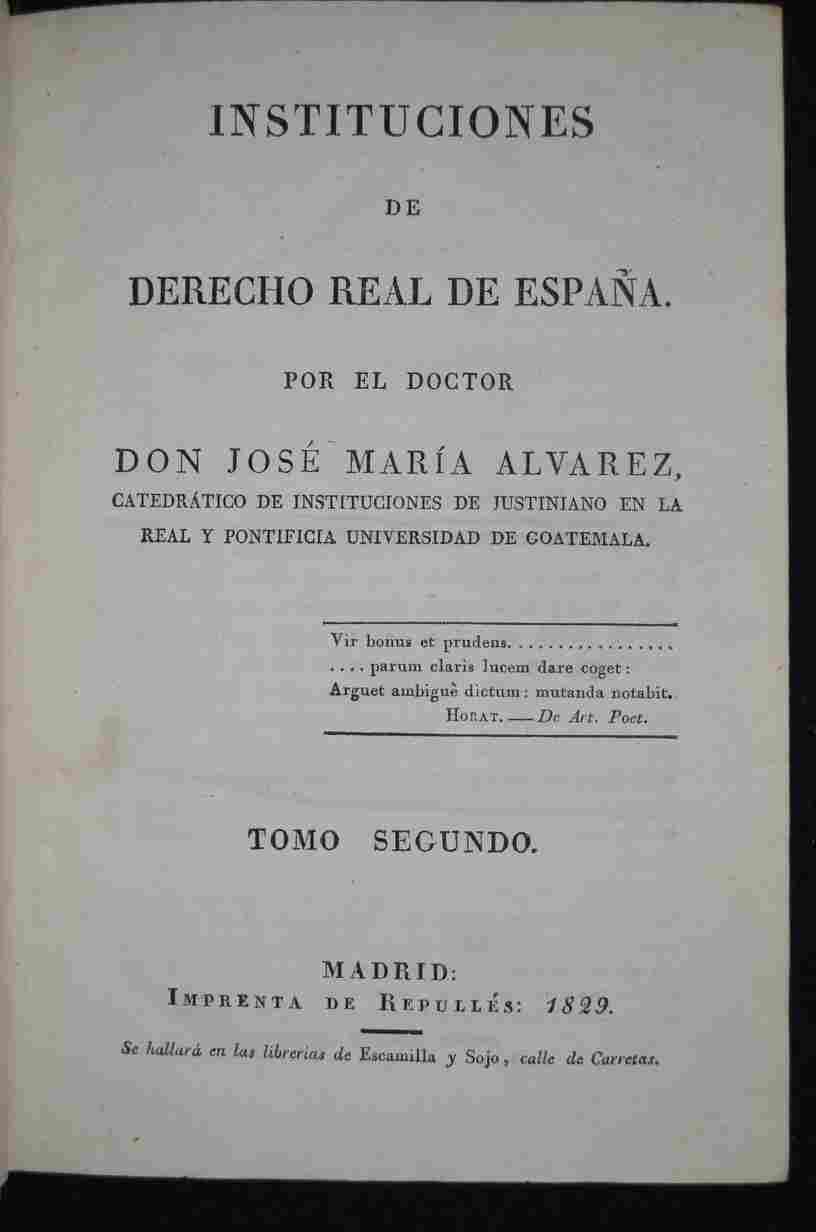 INSTITUCIONES
DE
DERECHO REAL DE ESPAÑA.
POR EL DOCTOR
DON JOSÉ MARÍA ALVAREZ,
CATEDRÁTICO DE INSTITUCIONES DE JUSTINIANO EN LA
REAL Y PONTIFICIA UNIVERSIDAD DE GOATEMALA.
Vir bonus et prudens.................
.... parum claris lucem dare coget:
Arguet ambiguè dictum: mutanda notabit.
HORAT. — De Art. Poet.
TOMO SEGUNDO.
MADRID:
IMPRENTA DE REPULLÉS: 1829.
Se hallará en las librerias de Escamilla y Sojo, calle de Carretas.